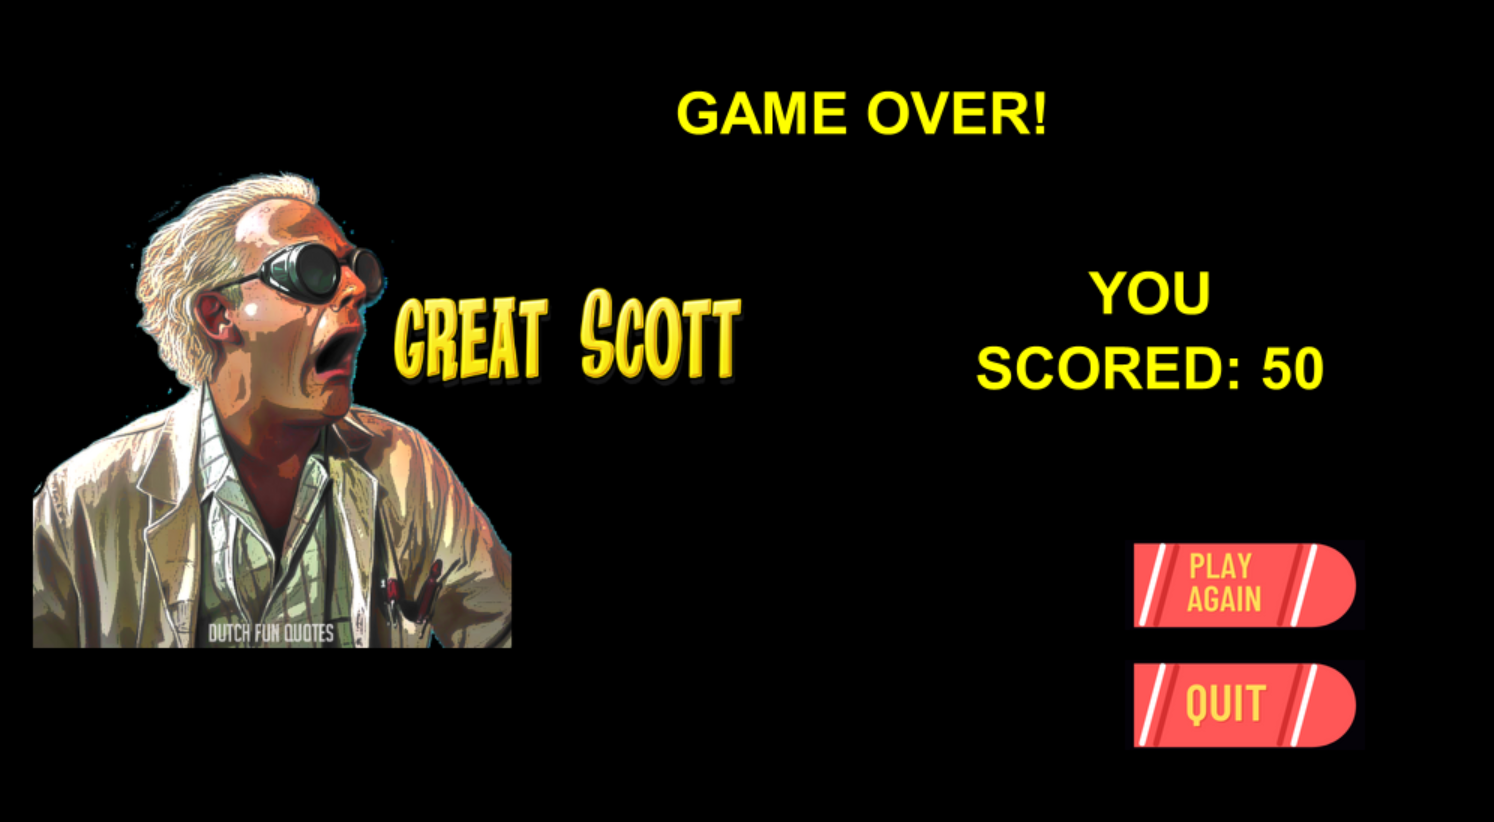 GAME OVER!
GREAT SCOTT
YOU
SCORED: 50
DUTCH FUN QUOTES
PLAY
AGAIN
QUIT